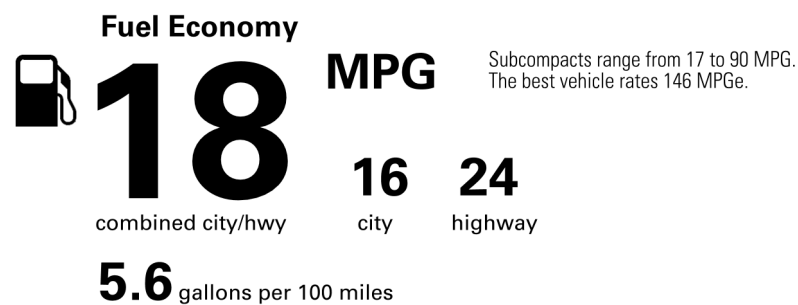 Fuel Economy
18 MPG
Subcompacts range from 17 to 90 MPG.
The best vehicle rates 146 MPGe.
16 24
combined city/hwy city highway
5.6 gallons per 100 miles